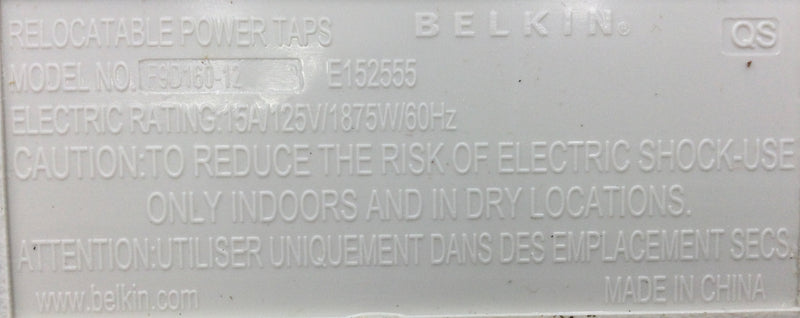 RELOCATABLE POWER TAPS BELKIN® QS
MODEL NO. F9D160-12 E152555
ELECTRIC RATING:15A/125V/1875W/60Hz
CAUTION:TO REDUCE THE RISK OF ELECTRIC SHOCK-USE
ONLY INDOORS AND IN DRY LOCATIONS.
ATTENTION:UTILISER UNIQUEMENT DANS DES EMPLACEMENT SECS.
www.belkin.com MADE IN CHINA